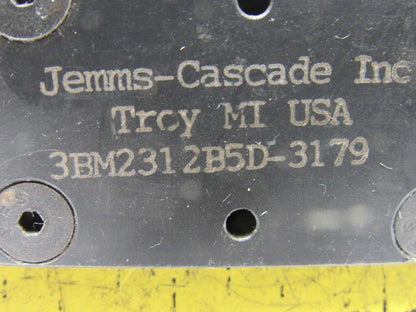 Jemms-Cascade Inc
Troy MI USA
3BM2312B5D-3179